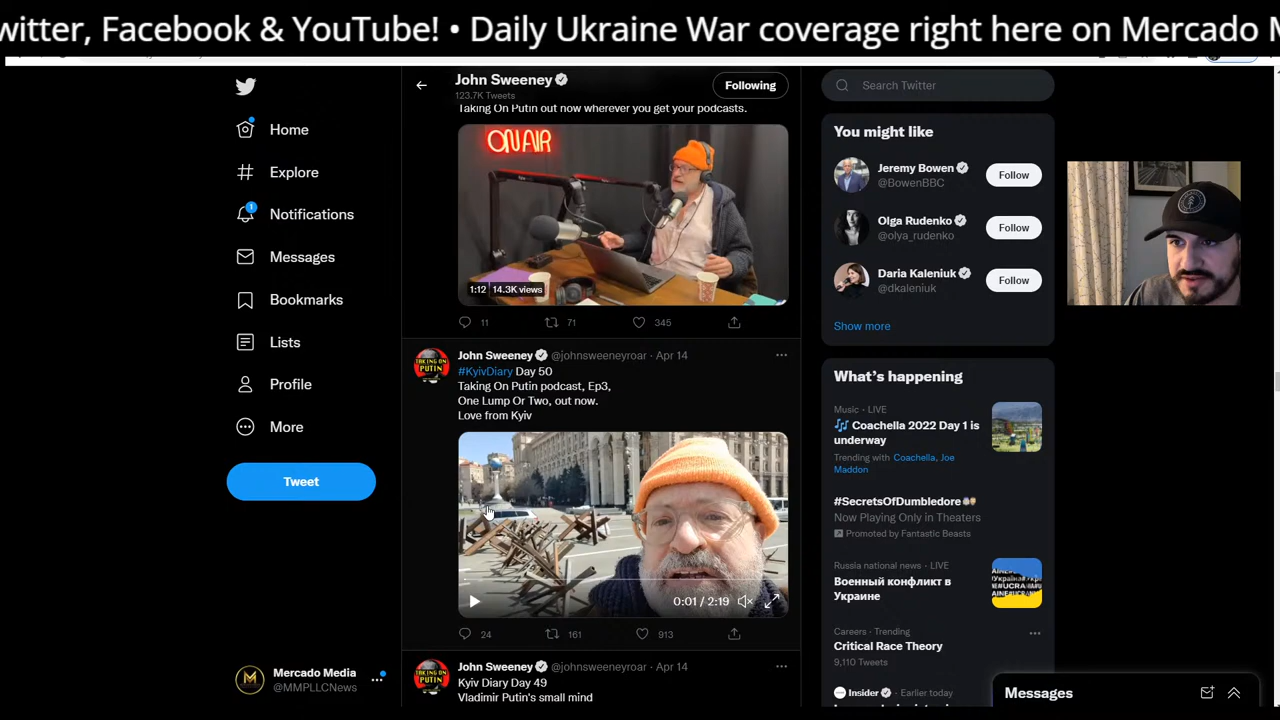 witter, Facebook & YouTube! • Daily Ukraine War coverage right here on Mercado M
Home
Explore
1
Notifications
Messages
Bookmarks
Lists
Profile
More
Tweet
Mercado Media
@MMPLLCNews
John Sweeney
123.7K Tweets
Following
Taking On Putin out now wherever you get your podcasts.
ON AIR
1:12 14.3K views
11 71 345
TAKING ON PUTIN
John Sweeney @johnsweeneyroar · Apr 14
#KyivDiary Day 50
Taking On Putin podcast, Ep3,
One Lump Or Two, out now.
Love from Kyiv
0:01 / 2:19
24 161 913
TAKING ON PUTIN
John Sweeney @johnsweeneyroar · Apr 14
Kyiv Diary Day 49
Vladimir Putin's small mind
Search Twitter
You might like
Jeremy Bowen
@BowenBBC
Follow
Olga Rudenko
@olya_rudenko
Follow
Daria Kaleniuk
@dkaleniuk
Follow
Show more
What's happening
Music · LIVE
Coachella 2022 Day 1 is
underway
Trending with Coachella, Joe
Maddon
#SecretsOfDumbledore
Now Playing Only in Theaters
Promoted by Fantastic Beasts
Russia national news · LIVE
Военный конфликт в
Украине
Careers · Trending
Critical Race Theory
9,110 Tweets
Insider · Earlier today
Messages